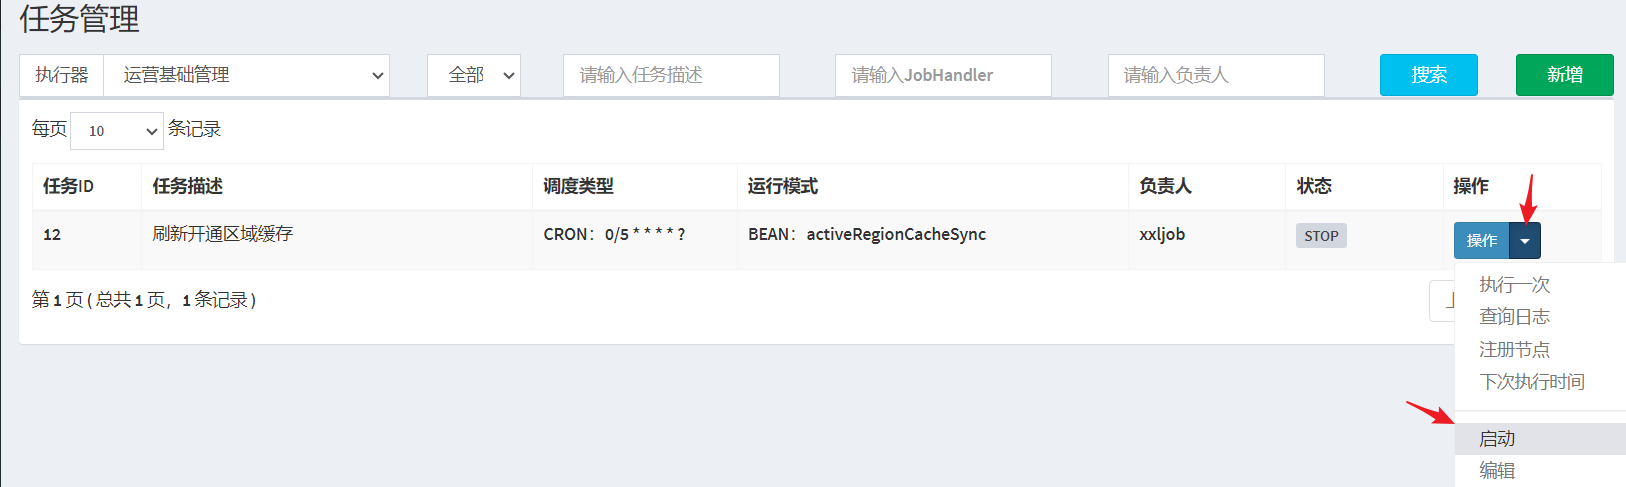 任务管理
执行器 运营基础管理 全部 请输入任务描述 请输入JobHandler 请输入负责人 搜索 新增
每页 10 条记录
任务ID 任务描述 调度类型 运行模式 负责人 状态 操作
12 刷新开通区域缓存 CRON：0/5 * * * * ? BEAN：activeRegionCacheSync xxljob STOP 操作
第 1 页 ( 总共 1 页，1 条记录 )
执行一次
查询日志
注册节点
下次执行时间
启动
编辑